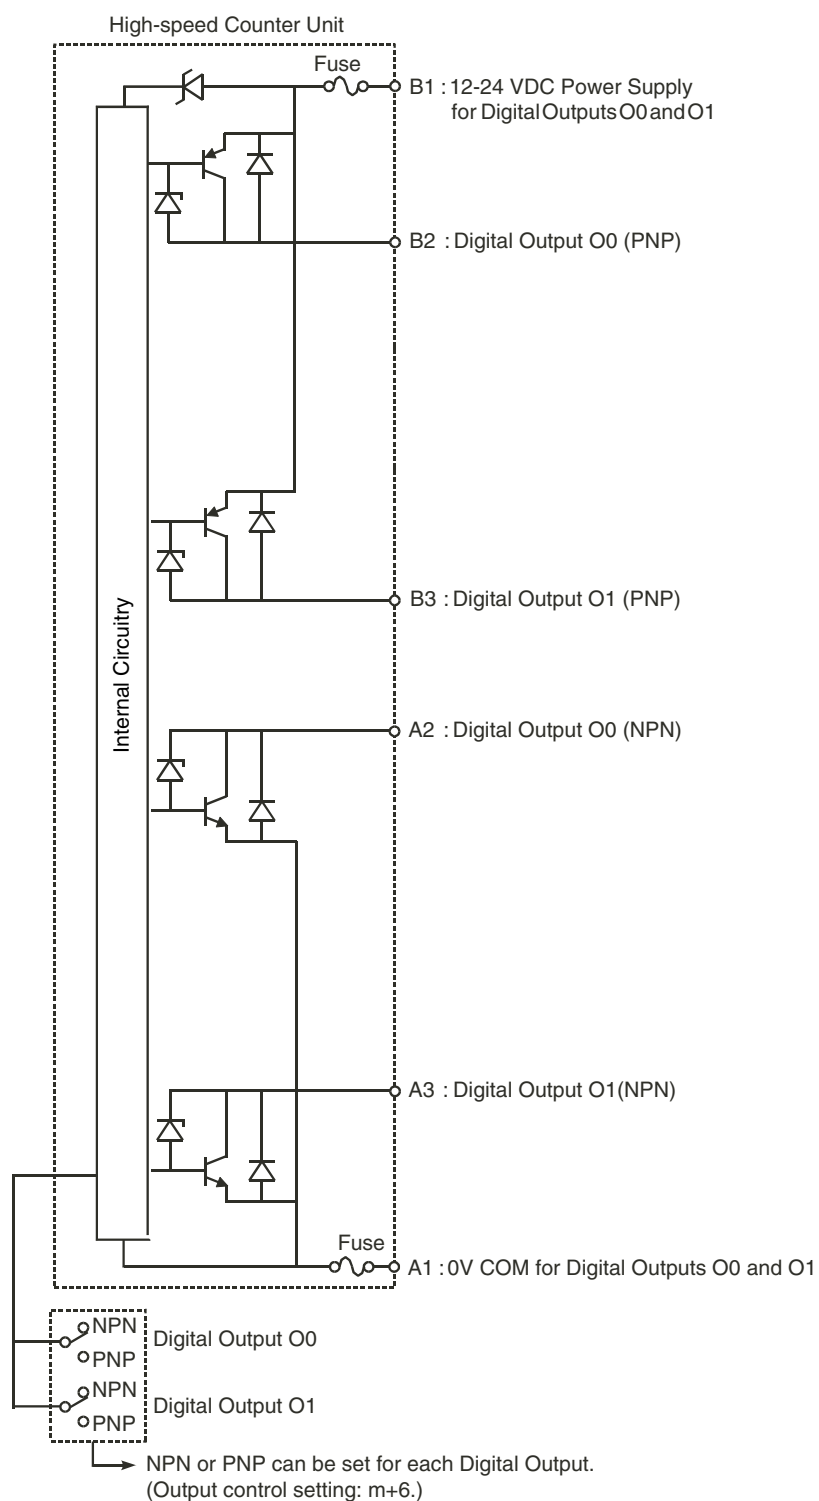 High-speed Counter Unit
Fuse
B1 : 12-24 VDC Power Supply
for Digital Outputs O0 and O1
B2 : Digital Output O0 (PNP)
B3 : Digital Output O1 (PNP)
Internal Circuitry
A2 : Digital Output O0 (NPN)
A3 : Digital Output O1(NPN)
Fuse
A1 : 0V COM for Digital Outputs O0 and O1
NPN
Digital Output O0
PNP
NPN
Digital Output O1
PNP
NPN or PNP can be set for each Digital Output.
(Output control setting: m+6.)